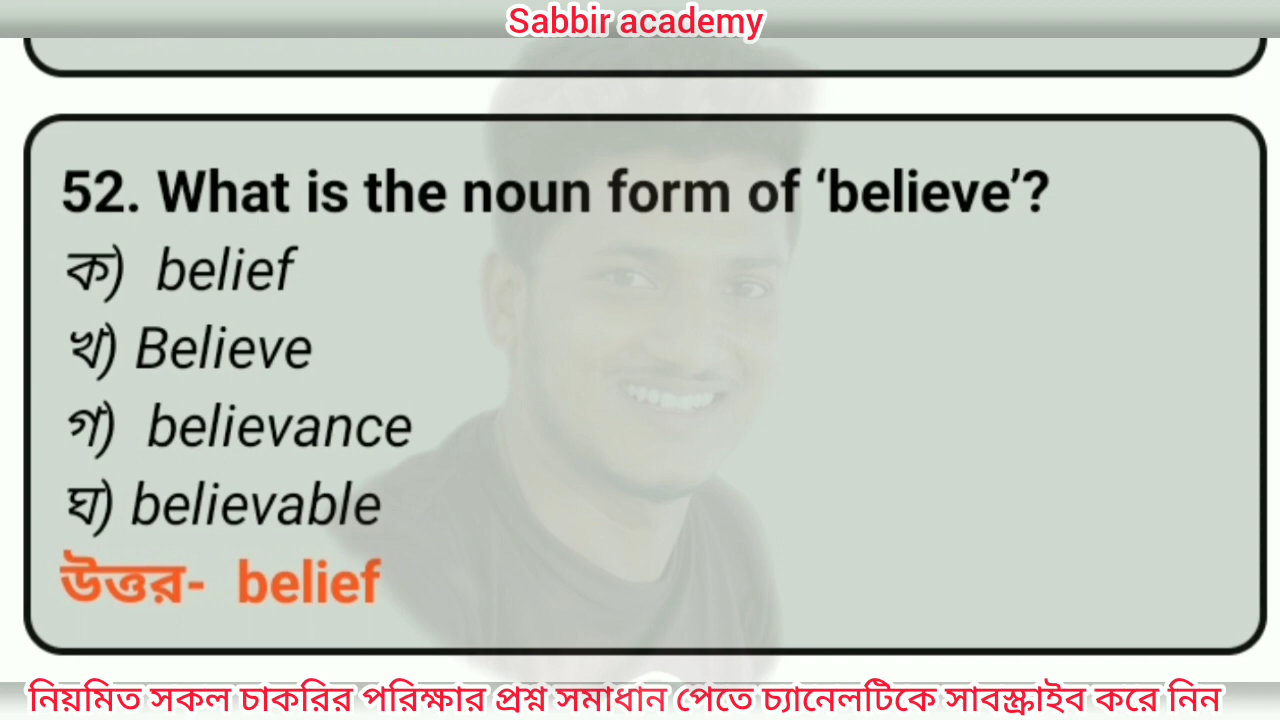 Sabbir academy
52. What is the noun form of ‘believe’?
ক) belief
খ) Believe
গ) believance
ঘ) believable
উত্তর- belief
নিয়মিত সকল চাকরির পরিক্ষার প্রশ্ন সমাধান পেতে চ্যানেলটিকে সাবস্ক্রাইব করে নিন